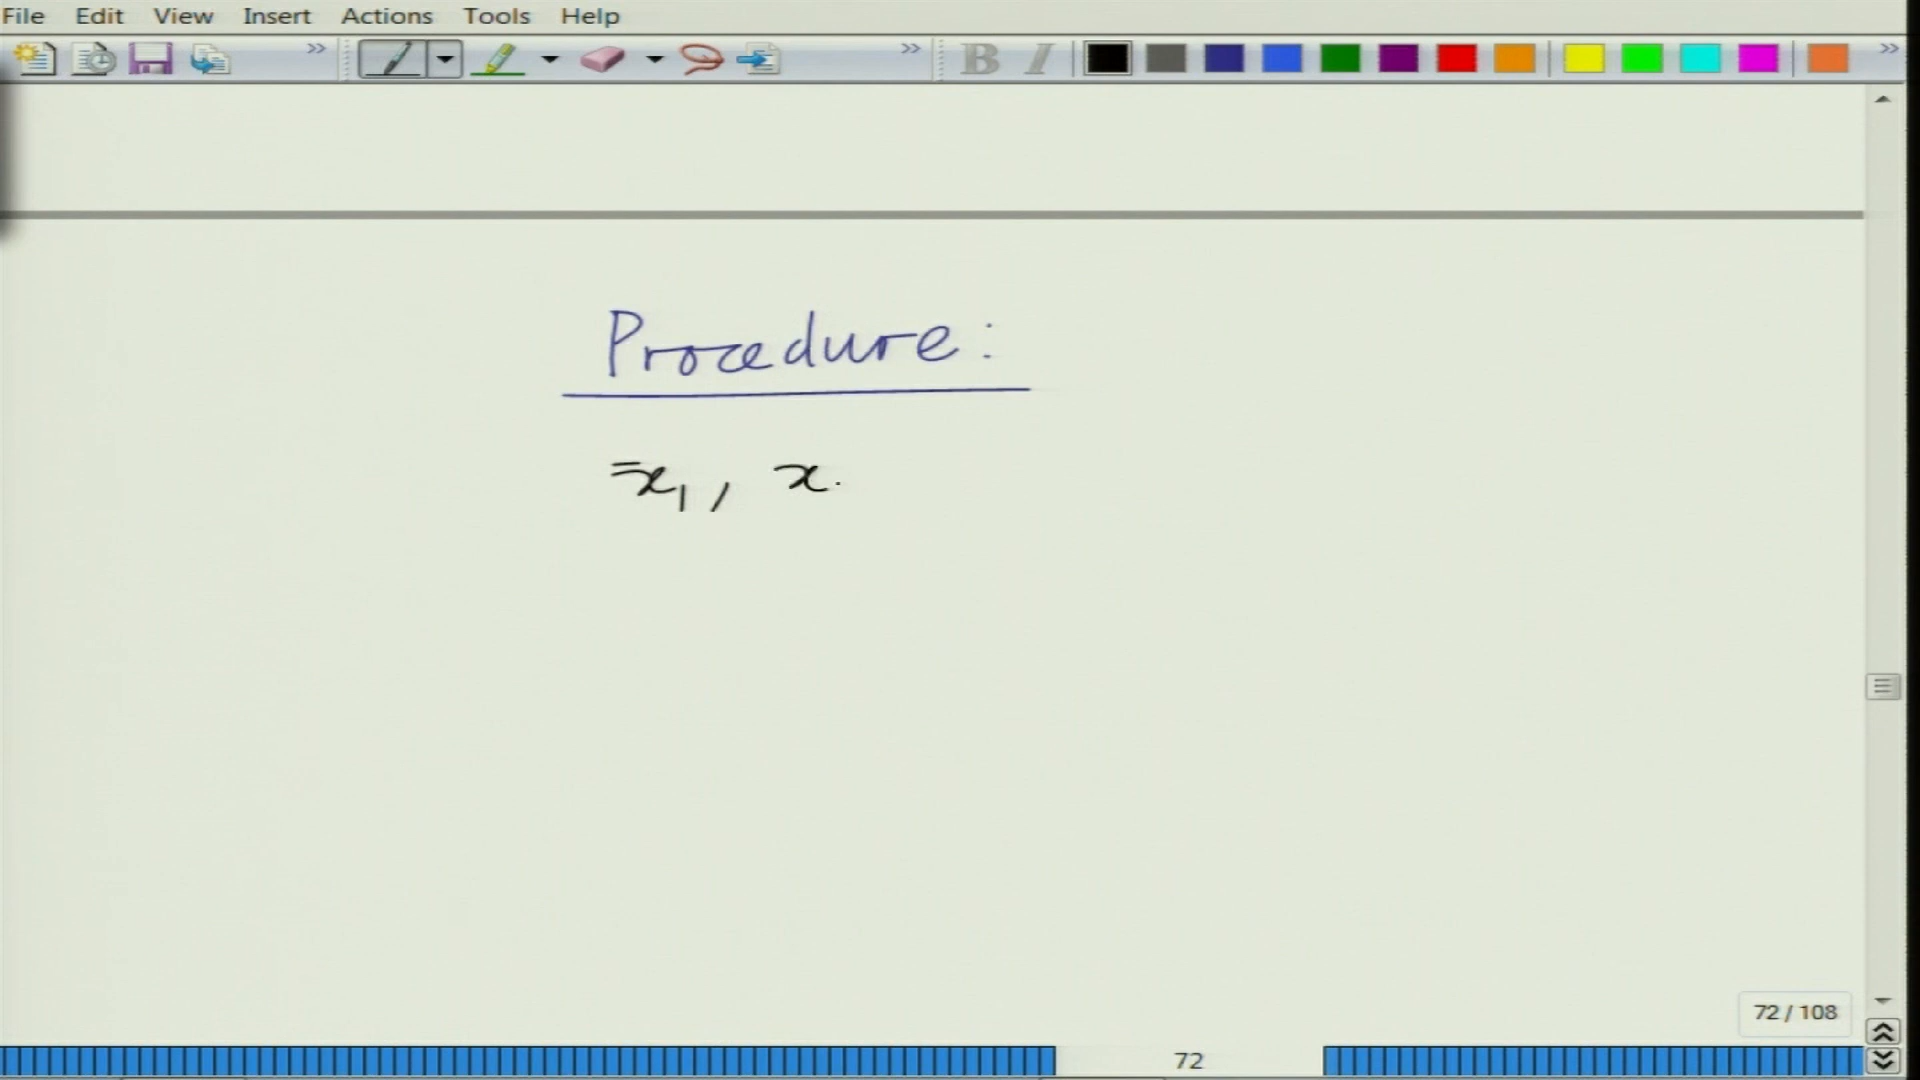 File Edit View Insert Actions Tools Help
B I
Procedure:
x₁, x.
72 / 108
72